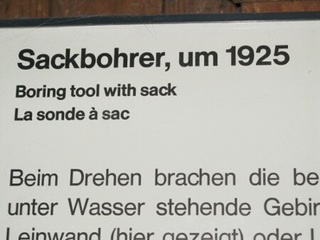 Sackbohrer, um 1925
Boring tool with sack
La sonde à sac
Beim Drehen brachen die be
unter Wasser stehende Gebir
Leinwand (hier gezeigt) oder L